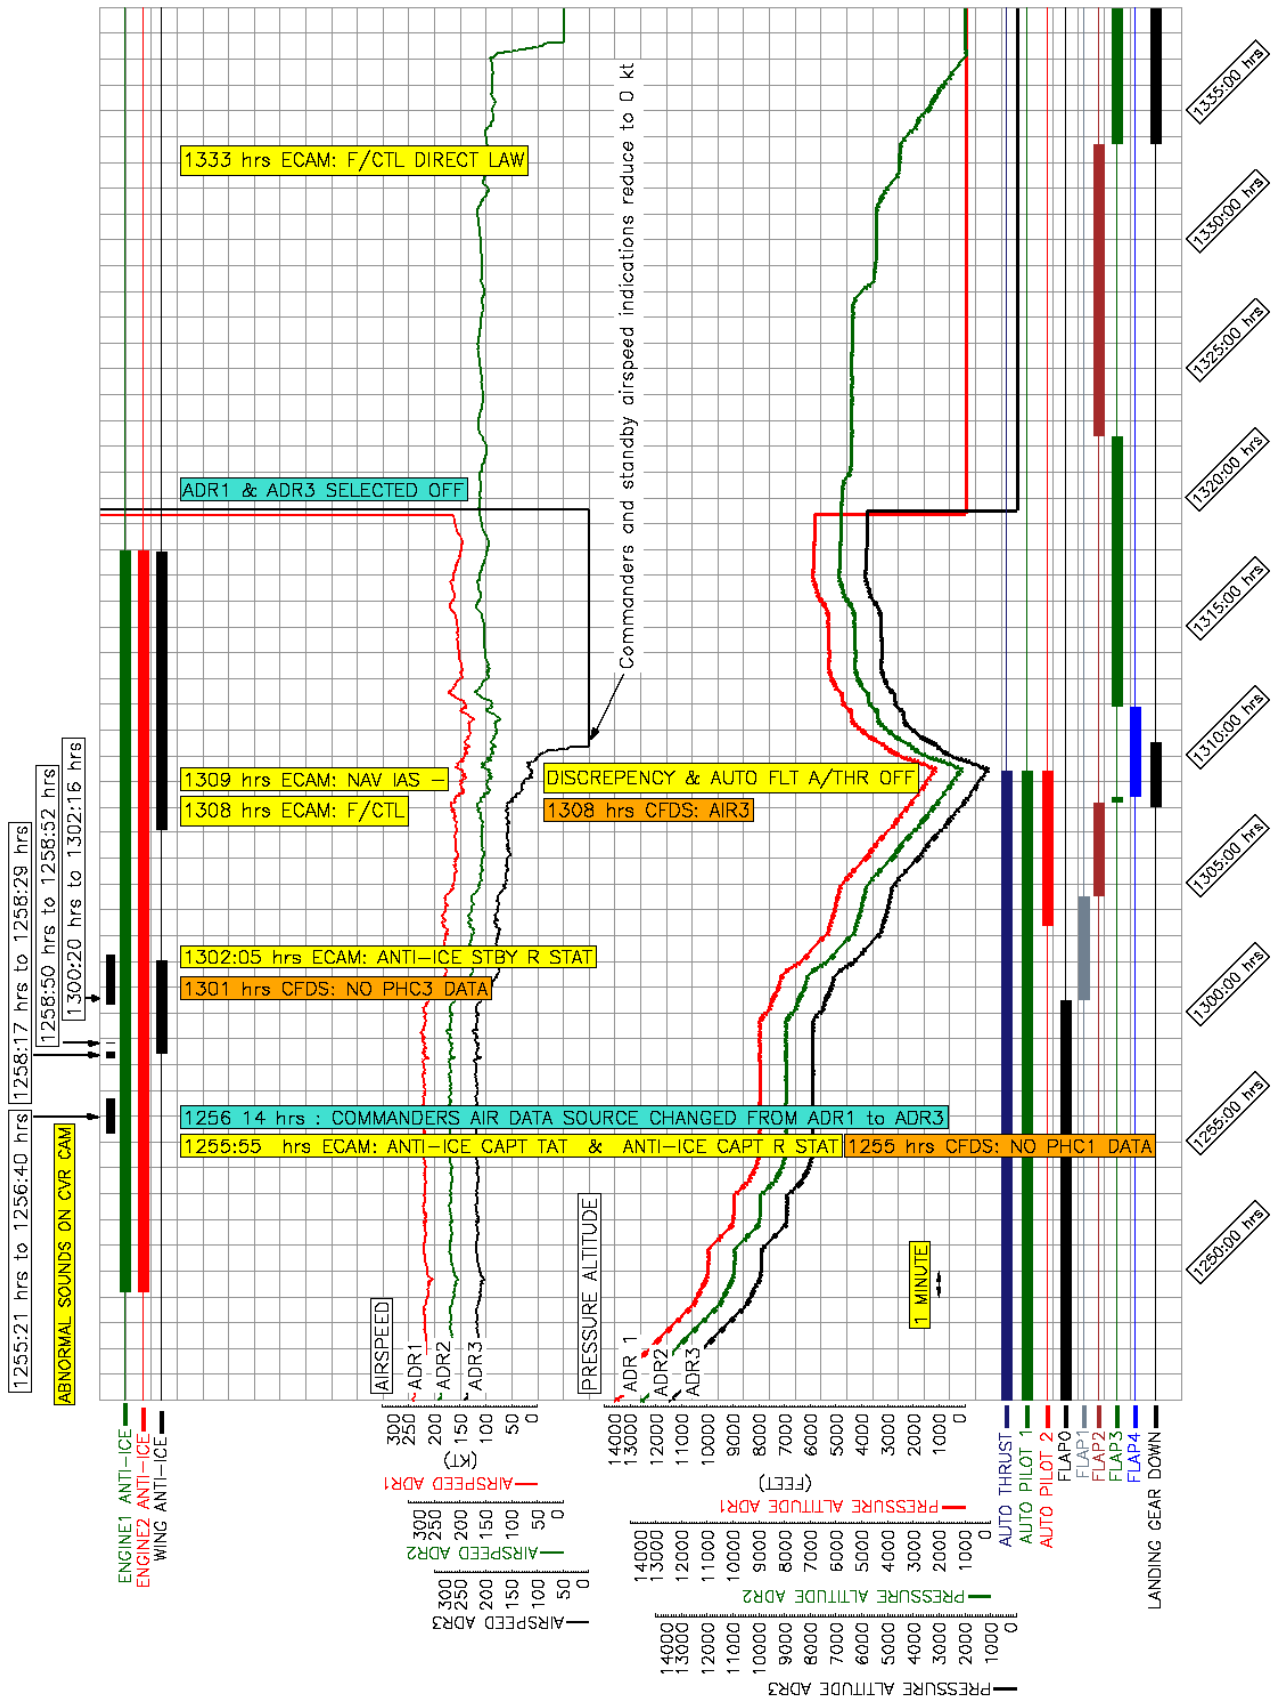 1255:21 hrs to 1256:40 hrs
1258:17 hrs to 1258:29 hrs
1258:50 hrs to 1258:52 hrs
1300:20 hrs to 1302:16 hrs
ABNORMAL SOUNDS ON CVR CAM
ENGINE1 ANTI-ICE
ENGINE2 ANTI-ICE
WING ANTI-ICE
1255:55 hrs ECAM: ANTI-ICE CAPT TAT & ANTI-ICE CAPT R STAT
1255 hrs CFDS: NO PHC1 DATA
1256 14 hrs : COMMANDERS AIR DATA SOURCE CHANGED FROM ADR1 to ADR3
1301 hrs CFDS: NO PHC3 DATA
1302:05 hrs ECAM: ANTI-ICE STBY R STAT
1308 hrs ECAM: F/CTL
1308 hrs CFDS: AIR3
1309 hrs ECAM: NAV IAS -
DISCREPENCY & AUTO FLT A/THR OFF
ADR1 & ADR3 SELECTED OFF
1333 hrs ECAM: F/CTL DIRECT LAW
Commanders and standby airspeed indications reduce to 0 kt
AIRSPEED
ADR1
ADR2
ADR3
300
250
200
150
100
50
0
(KT)
AIRSPEED ADR1
300
250
200
150
100
50
0
AIRSPEED ADR2
300
250
200
150
100
50
0
AIRSPEED ADR3
PRESSURE ALTITUDE
ADR 1
ADR2
ADR3
14000
13000
12000
11000
10000
9000
8000
7000
6000
5000
4000
3000
2000
1000
0
(FEET)
PRESSURE ALTITUDE ADR1
14000
13000
12000
11000
10000
9000
8000
7000
6000
5000
4000
3000
2000
1000
0
PRESSURE ALTITUDE ADR2
14000
13000
12000
11000
10000
9000
8000
7000
6000
5000
4000
3000
2000
1000
0
PRESSURE ALTITUDE ADR3
1 MINUTE
AUTO THRUST
AUTO PILOT 1
AUTO PILOT 2
FLAP0
FLAP1
FLAP2
FLAP3
FLAP4
LANDING GEAR DOWN
1250:00 hrs
1255:00 hrs
1300:00 hrs
1305:00 hrs
1310:00 hrs
1315:00 hrs
1320:00 hrs
1325:00 hrs
1330:00 hrs
1335:00 hrs